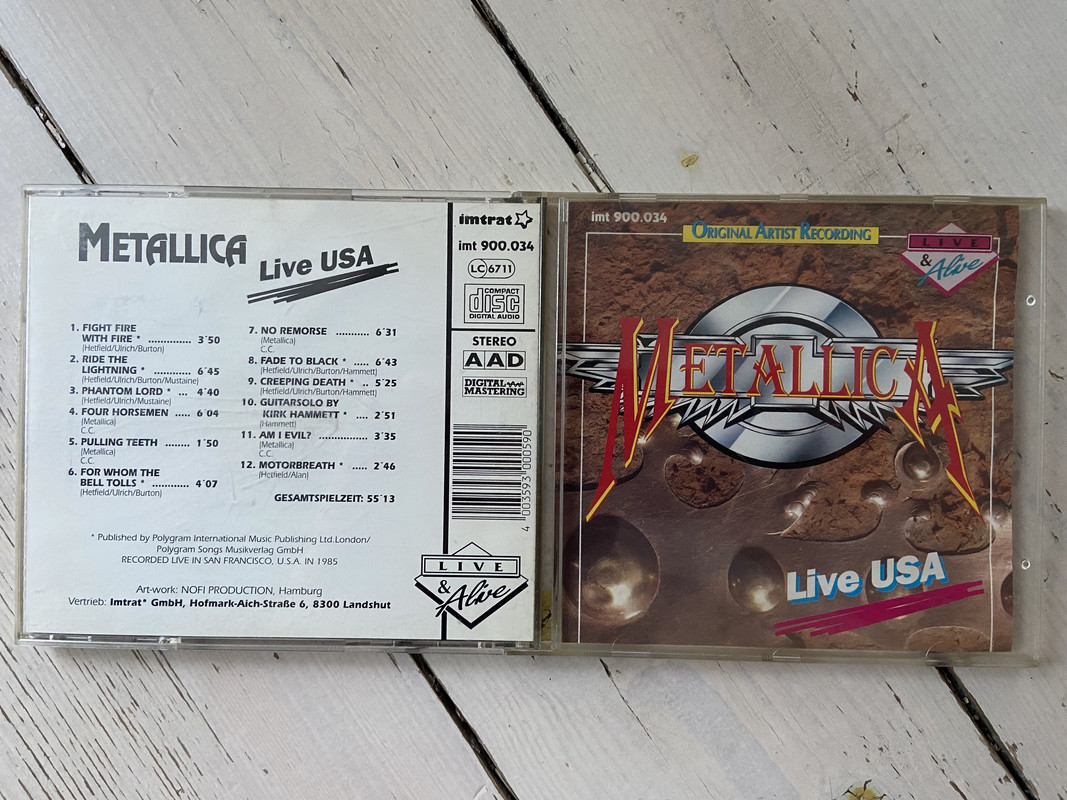 METALLICA
Live USA
1. FIGHT FIRE
WITH FIRE * .............. 3´50
(Hetfield/Ulrich/Burton)
2. RIDE THE
LIGHTNING * ............ 6´45
(Hetfield/Ulrich/Burton/Mustaine)
3. PHANTOM LORD * ... 4´40
(Hetfield/Ulrich/Mustaine)
4. FOUR HORSEMEN ..... 6´04
(Metallica)
C.C.
5. PULLING TEETH ........ 1´50
(Metallica)
C.C.
6. FOR WHOM THE
BELL TOLLS * ............ 4´07
(Hetfield/Ulrich/Burton)
7. NO REMORSE ........... 6´31
(Metallica)
C.C.
8. FADE TO BLACK * ..... 6´43
(Hetfield/Ulrich/Burton/Hammett)
9. CREEPING DEATH * .. 5´25
(Hetfield/Ulrich/Burton/Hammett)
10. GUITARSOLO BY
KIRK HAMMETT * .... 2´51
(Hammett)
11. AM I EVIL? ................ 3´35
(Metallica)
C.C.
12. MOTORBREATH * ..... 2´46
(Hetfield/Alan)
GESAMTSPIELZEIT: 55´13
* Published by Polygram International Music Publishing Ltd.London/
Polygram Songs Musikverlag GmbH
RECORDED LIVE IN SAN FRANCISCO, U.S.A. IN 1985
Art-work: NOFI PRODUCTION, Hamburg
Vertrieb: Imtrat* GmbH, Hofmark-Aich-Straße 6, 8300 Landshut
imtrat
imt 900.034
LC 6711
COMPACT
disc
DIGITAL AUDIO
STEREO
AAD
DIGITAL
MASTERING
4 003593 000590
LIVE
& Alive
imt 900.034
ORIGINAL ARTIST RECORDING
LIVE
& Alive
METALLICA
Live USA